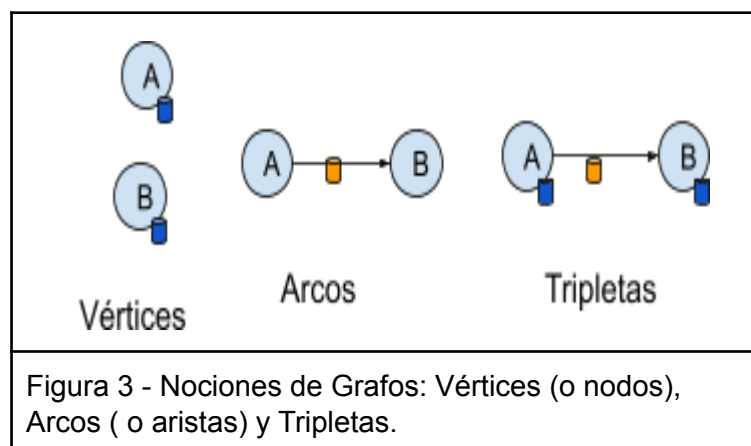 A
B
Vértices
A
B
Arcos
A
B
Tripletas
Figura 3 - Nociones de Grafos: Vértices (o nodos),
Arcos ( o aristas) y Tripletas.